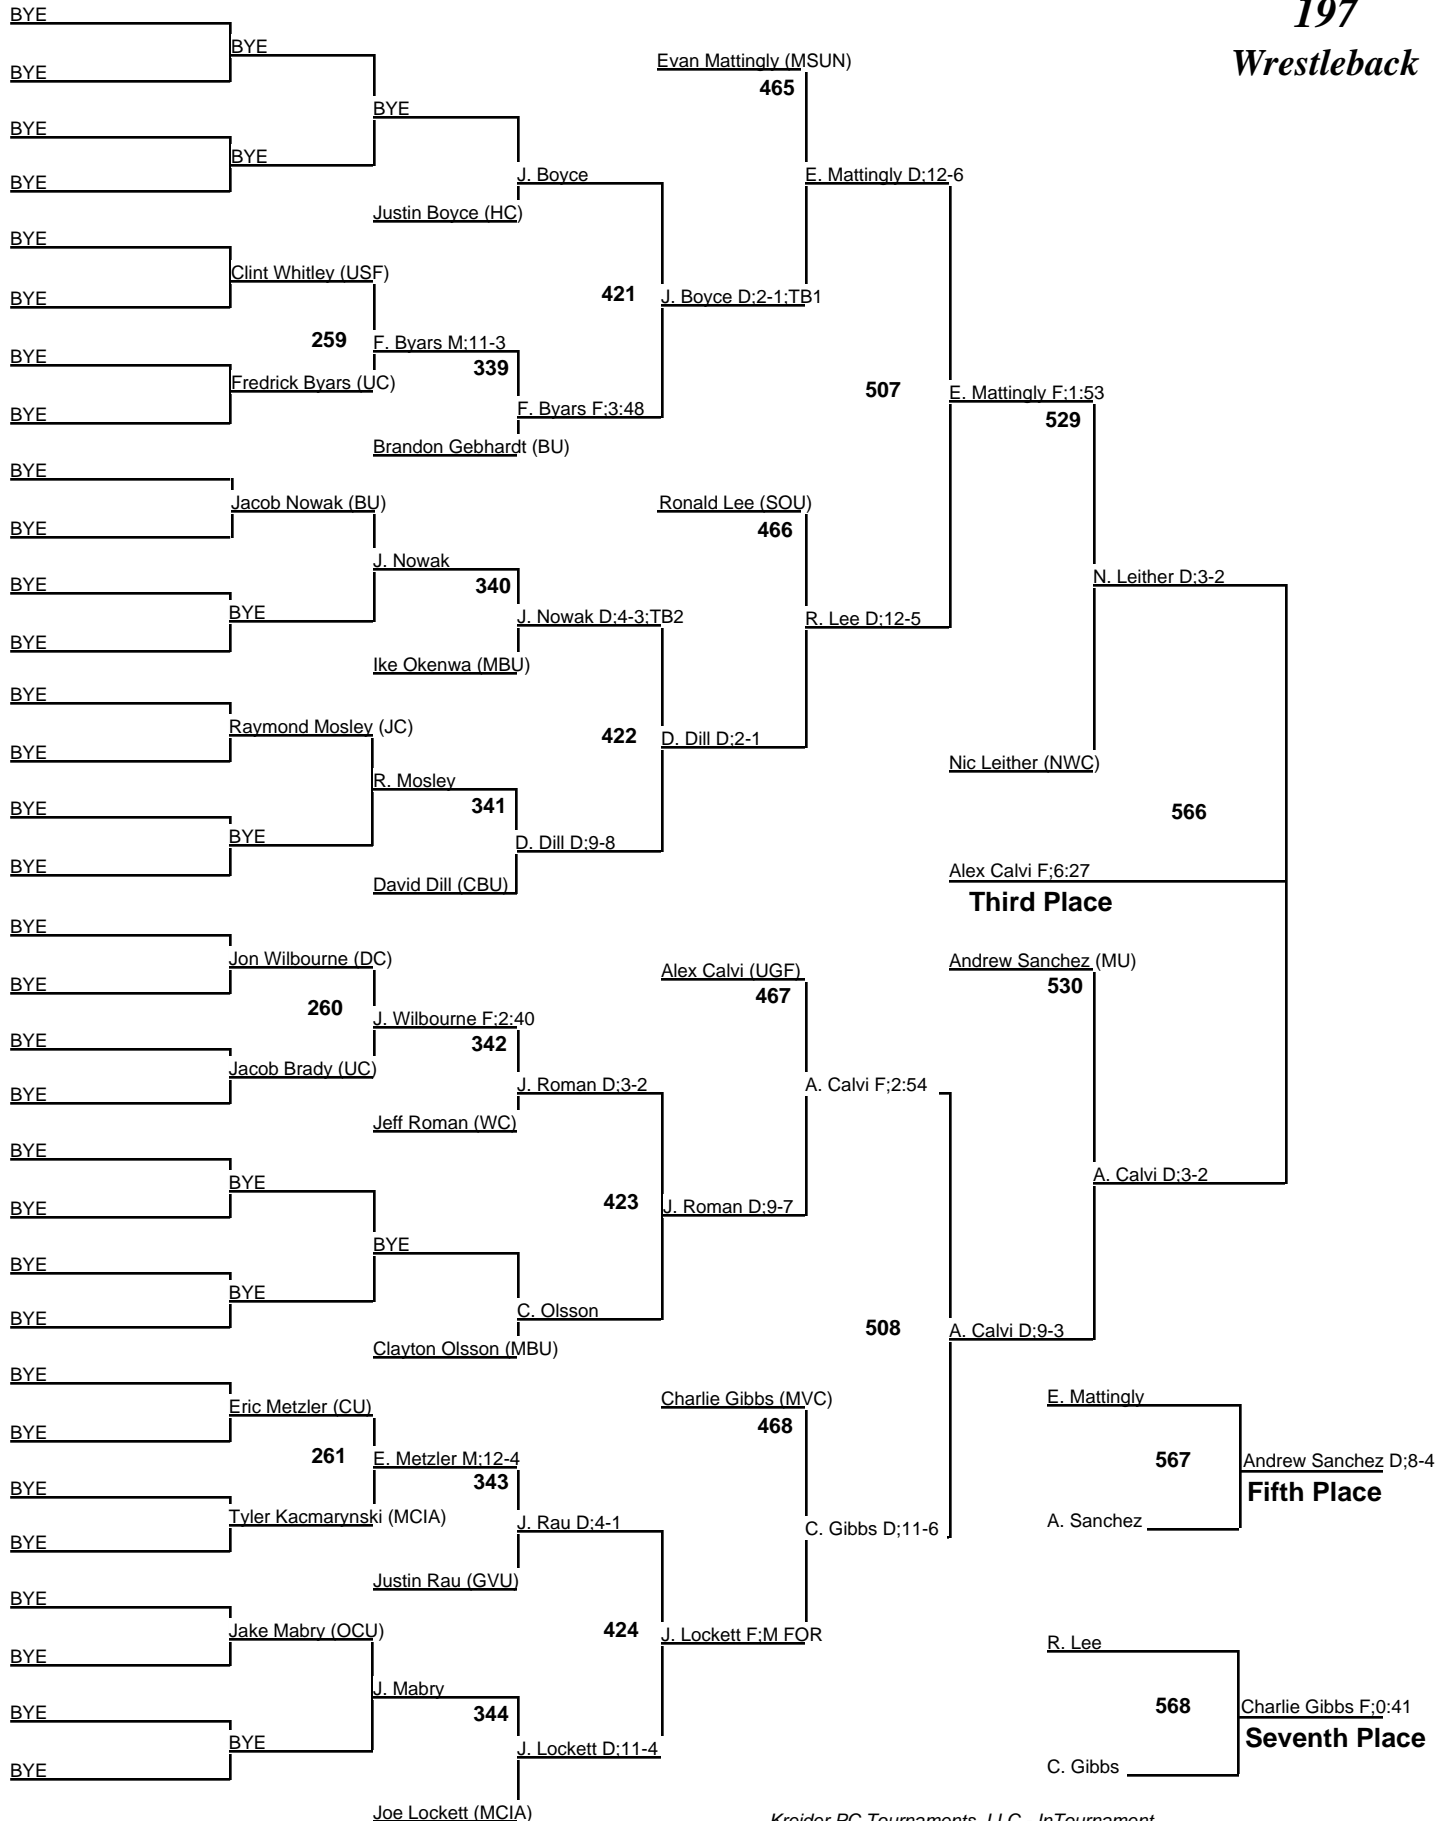 BYE
197
BYE
Wrestleback
Evan Mattingly (MSUN)
BYE
465
BYE
BYE
BYE
J. Boyce
E. Mattingly D;12-6
BYE
Justin Boyce (HC)
BYE
Clint Whitley (USF)
BYE
421
J. Boyce D;2-1;TB1
259
F. Byars M;11-3
BYE
339
Fredrick Byars (UC)
507
E. Mattingly F;1:53
BYE
F. Byars F;3:48
529
Brandon Gebhardt (BU)
BYE
Jacob Nowak (BU)
Ronald Lee (SOU)
BYE
466
J. Nowak
N. Leither D;3-2
BYE
340
BYE
J. Nowak D;4-3;TB2
R. Lee D;12-5
BYE
Ike Okenwa (MBU)
BYE
Raymond Mosley (JC)
422
D. Dill D;2-1
BYE
Nic Leither (NWC)
R. Mosley
341
BYE
566
BYE
D. Dill D;9-8
BYE
Alex Calvi F;6:27
David Dill (CBU)
Third Place
BYE
Jon Wilbourne (DC)
Alex Calvi (UGF)
Andrew Sanchez (MU)
BYE
467
530
260
J. Wilbourne F;2:40
BYE
342
Jacob Brady (UC)
BYE
J. Roman D;3-2
A. Calvi F;2:54
Jeff Roman (WC)
BYE
BYE
A. Calvi D;3-2
BYE
423
J. Roman D;9-7
BYE
BYE
BYE
BYE
C. Olsson
508
A. Calvi D;9-3
Clayton Olsson (MBU)
BYE
Eric Metzler (CU)
Charlie Gibbs (MVC)
E. Mattingly
BYE
468
261
E. Metzler M;12-4
567
Andrew Sanchez D;8-4
BYE
343
Fifth Place
Tyler Kacmarynski (MCIA)
J. Rau D;4-1
C. Gibbs D;11-6
A. Sanchez
BYE
Justin Rau (GVU)
BYE
Jake Mabry (OCU)
424
J. Lockett F;M FOR
R. Lee
BYE
J. Mabry
BYE
344
568
Charlie Gibbs F;0:41
BYE
J. Lockett D;11-4
Seventh Place
BYE
C. Gibbs
Joe Lockett (MCIA)
Kreider PC Tournaments, LLC - InTournament